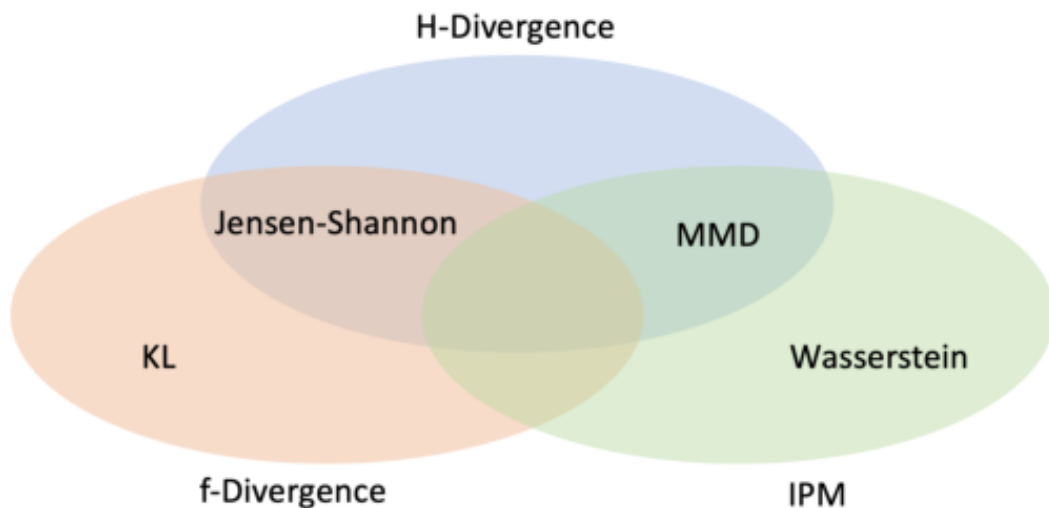 H-Divergence
Jensen-Shannon
MMD
KL
Wasserstein
f-Divergence
IPM